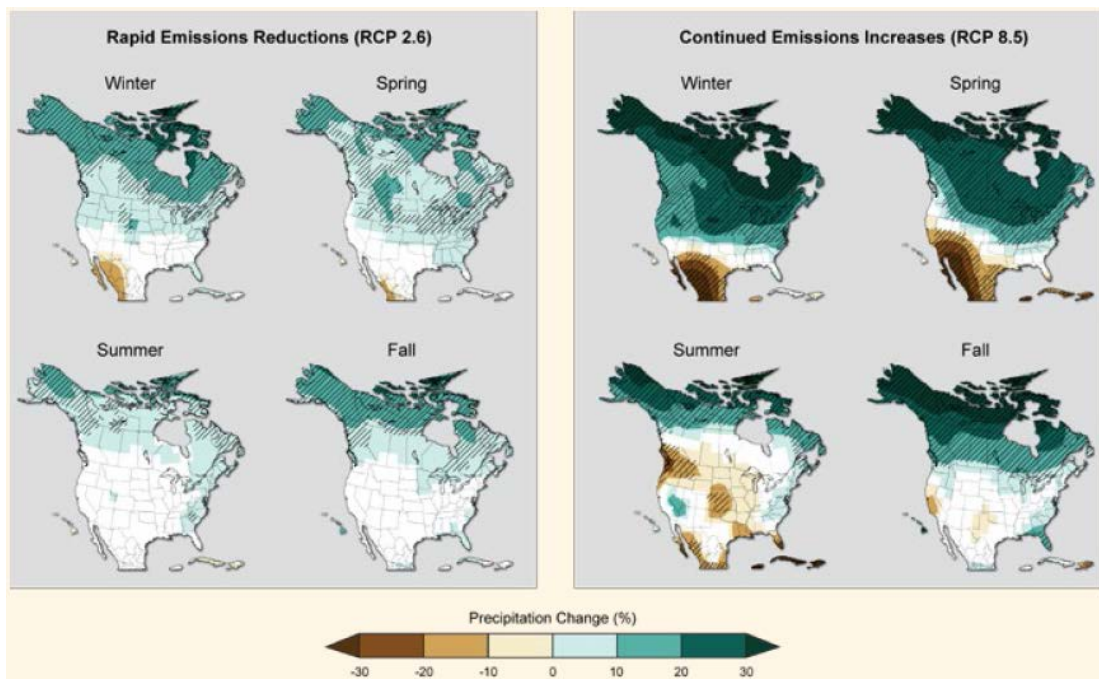 Rapid Emissions Reductions (RCP 2.6)
Winter
Spring
Summer
Fall
Continued Emissions Increases (RCP 8.5)
Winter
Spring
Summer
Fall
Precipitation Change (%)
-30 -20 -10 0 10 20 30